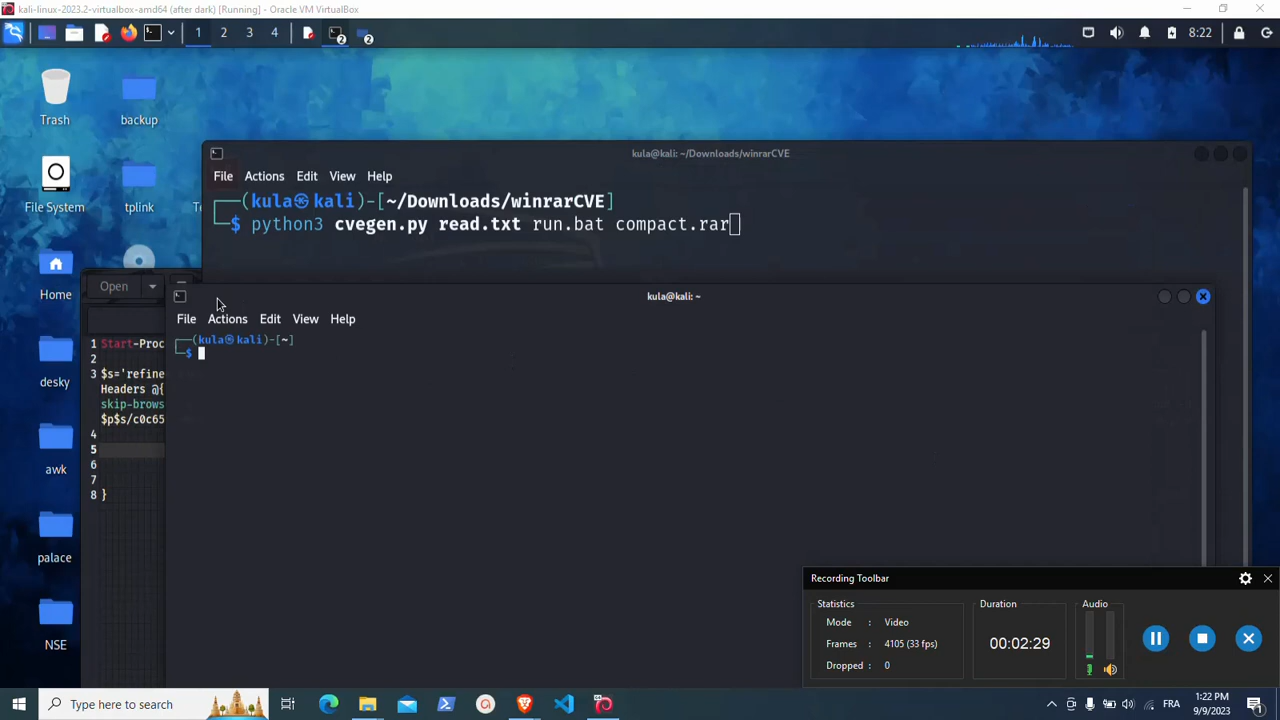 kali-linux-2023.2-virtualbox-amd64 (after dark) [Running] - Oracle VM VirtualBox
1 2 3 4
2
2
8:22
Trash
backup
File System
tplink
Home
desky
awk
palace
NSE
kula@kali: ~/Downloads/winrarCVE
File Actions Edit View Help
┌──(kula㉿kali)-[~/Downloads/winrarCVE]
└─$ python3 cvegen.py read.txt run.bat compact.rar
Open
1 Start-Proc
2
3 $s='refine
Headers @{
skip-brows
$p$s/c0c65
4
5
6
7
8 }
kula@kali: ~
File Actions Edit View Help
┌──(kula㉿kali)-[~]
└─$
Recording Toolbar
Statistics
Mode : Video
Frames : 4105 (33 fps)
Dropped : 0
Duration
00:02:29
Audio
Type here to search
FRA
1:22 PM
9/9/2023